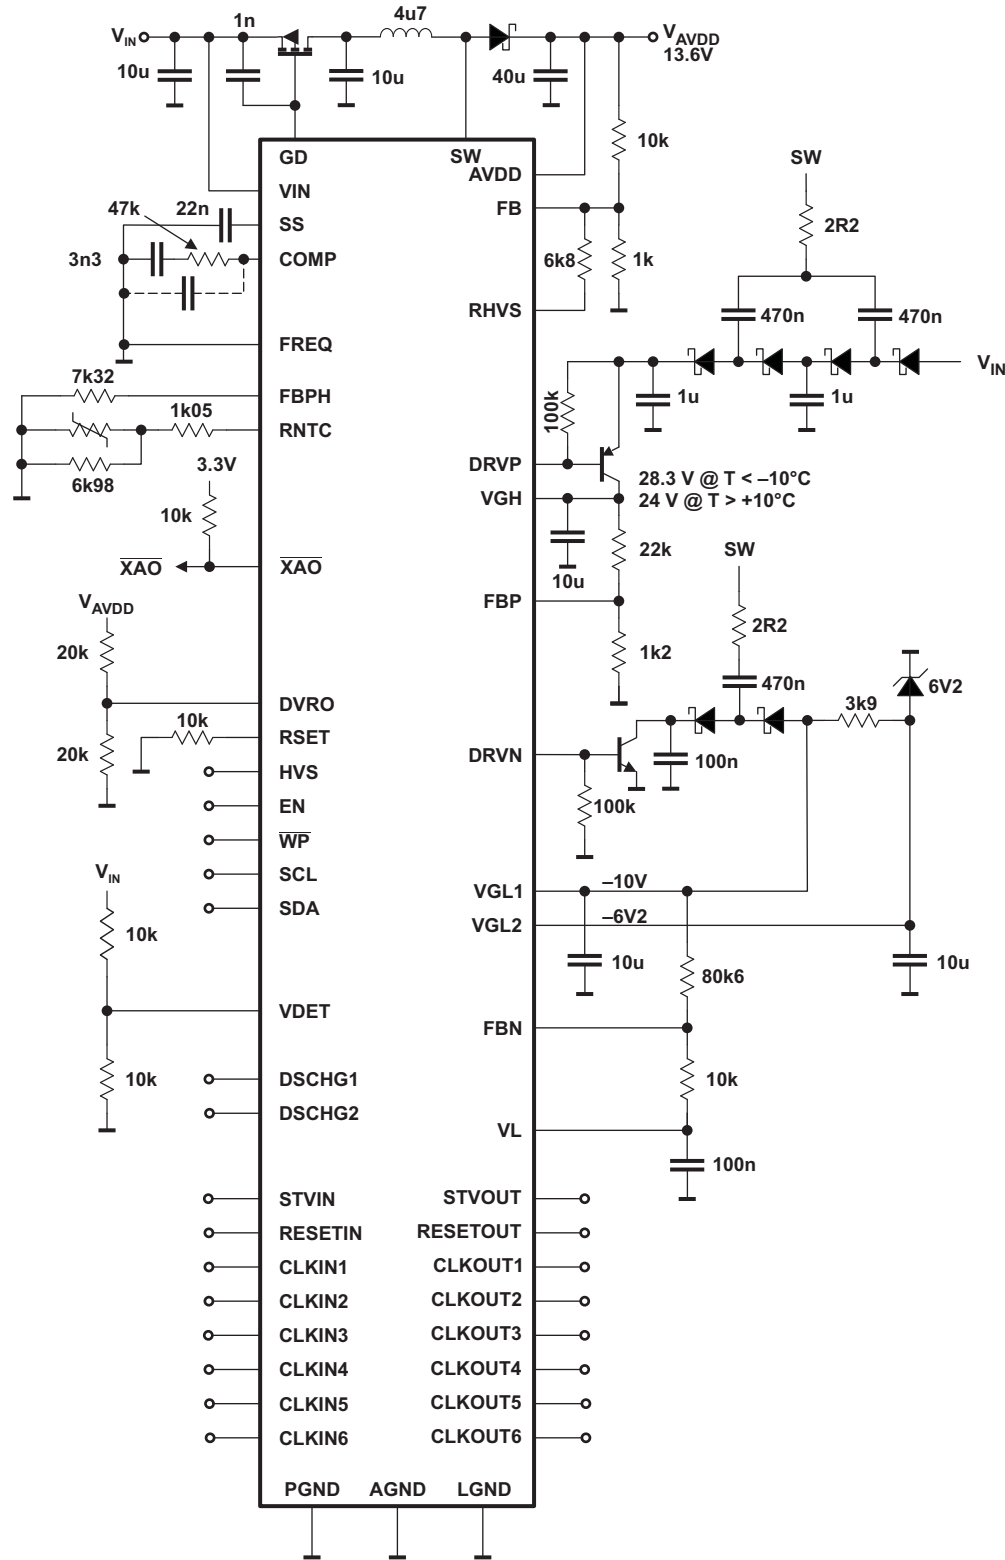 1n
4u7
V_IN
V_AVDD
13.6V
10u
10u
40u
10k
GD
SW
AVDD
VIN
FB
47k
22n
SS
3n3
COMP
6k8
1k
RHVS
FREQ
SW
2R2
470n
470n
V_IN
1u
1u
7k32
FBPH
1k05
RNTC
6k98
100k
DRVP
28.3 V @ T < –10°C
VGH
24 V @ T > +10°C
3.3V
10k
22k
10u
XAO
XAO
FBP
1k2
SW
2R2
470n
V_AVDD
20k
DVRO
10k
RSET
20k
HVS
EN
WP
SCL
SDA
3k9
6V2
DRVN
100n
100k
VGL1
–10V
VGL2
–6V2
10u
10u
80k6
V_IN
10k
VDET
FBN
10k
10k
DSCHG1
DSCHG2
VL
100n
STVIN
STVOUT
RESETIN
RESETOUT
CLKIN1
CLKOUT1
CLKIN2
CLKOUT2
CLKIN3
CLKOUT3
CLKIN4
CLKOUT4
CLKIN5
CLKOUT5
CLKIN6
CLKOUT6
PGND
AGND
LGND